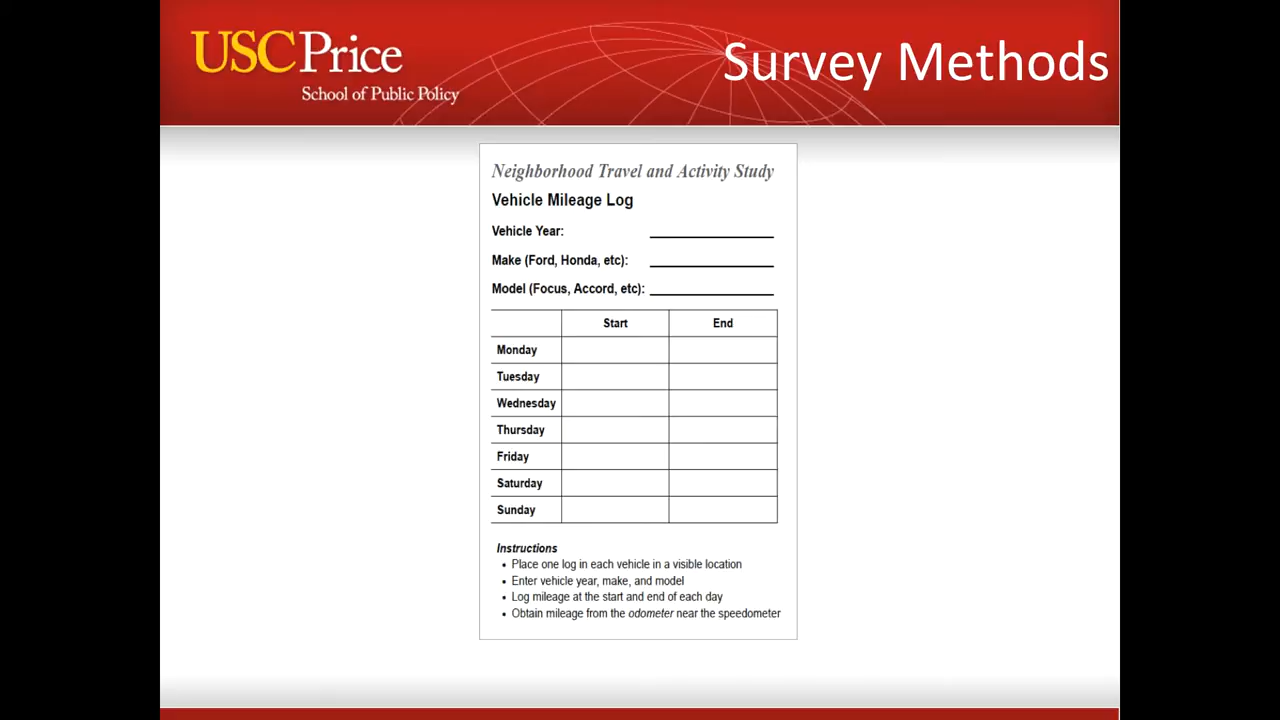 USC Price
School of Public Policy
Survey Methods
Neighborhood Travel and Activity Study
Vehicle Mileage Log
Vehicle Year:
Make (Ford, Honda, etc):
Model (Focus, Accord, etc):
Start End
Monday
Tuesday
Wednesday
Thursday
Friday
Saturday
Sunday
Instructions
• Place one log in each vehicle in a visible location
• Enter vehicle year, make, and model
• Log mileage at the start and end of each day
• Obtain mileage from the odometer near the speedometer